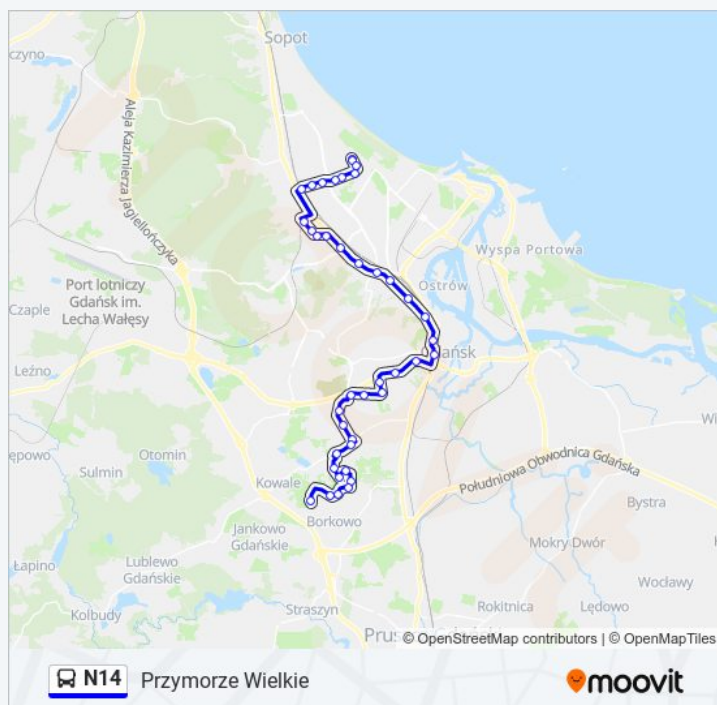 Sopot
czyno
Aleja Kazimierza Jagiellończyka
Wyspa Portowa
Port lotniczy
Gdańsk im.
Lecha Wałęsy
Ostrów
Czaple
Leźno
dańsk
ępowo
Otomin
Sulmin
Kowale
Południowa Obwodnica Gdańska
Bystra
Borkowo
Jankowo
Gdańskie
Mokry Dwór
Łapino
Lublewo
Gdańskie
Wocławy
Kolbudy
Straszyn
Rokitnica
Lędowo
Prus
© OpenStreetMap contributors | © OpenMapTiles
N14 Przymorze Wielkie
moovit